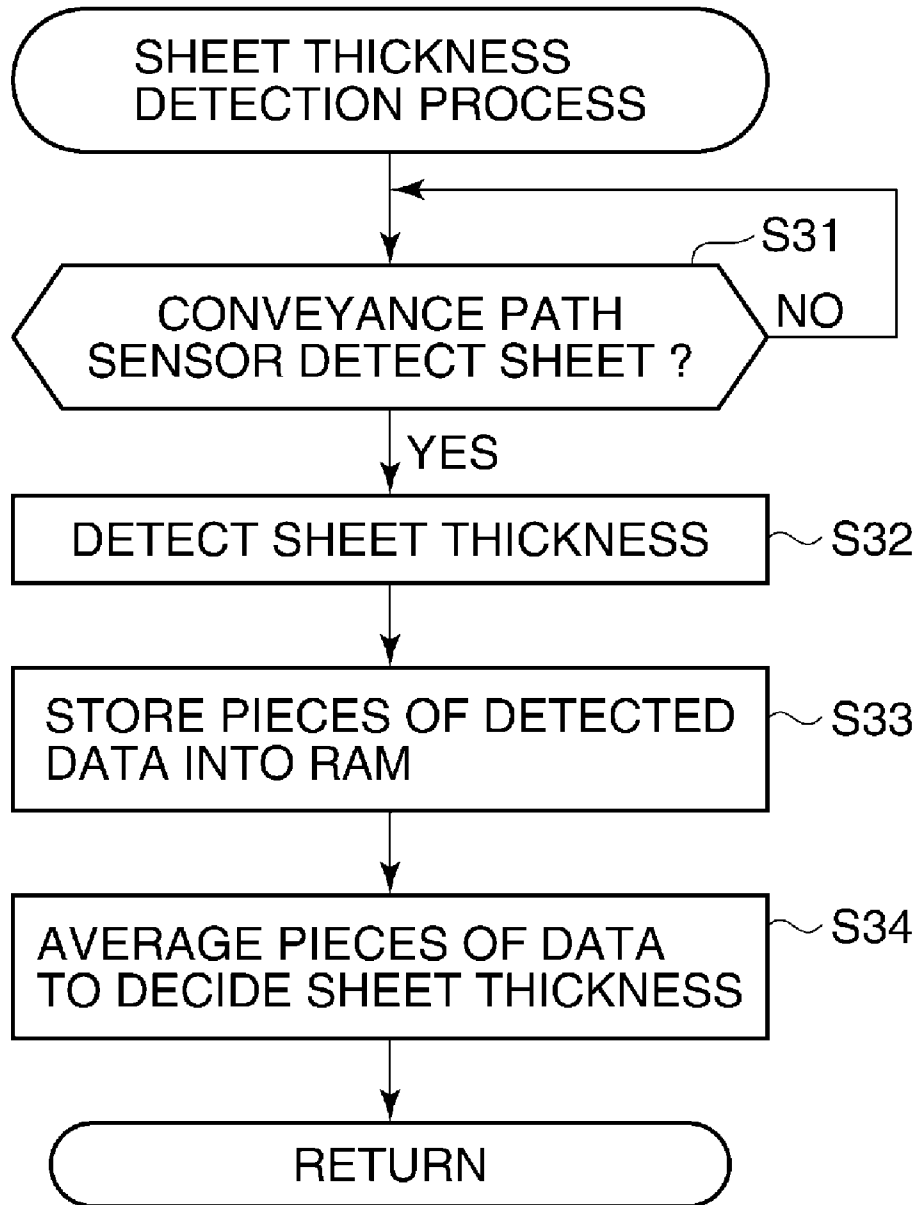 SHEET THICKNESS
DETECTION PROCESS
S31
CONVEYANCE PATH
SENSOR DETECT SHEET ?
NO
YES
DETECT SHEET THICKNESS
S32
STORE PIECES OF DETECTED
DATA INTO RAM
S33
AVERAGE PIECES OF DATA
TO DECIDE SHEET THICKNESS
S34
RETURN